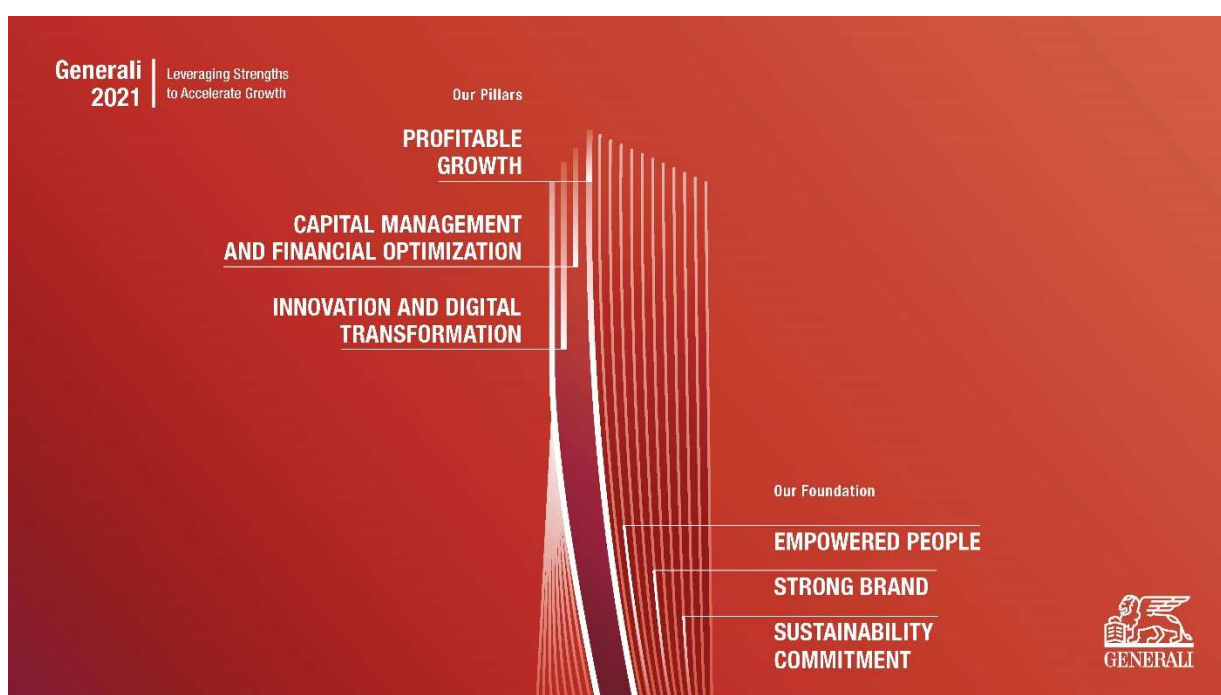 Generali
2021
Leveraging Strengths
to Accelerate Growth
Our Pillars
PROFITABLE
GROWTH
CAPITAL MANAGEMENT
AND FINANCIAL OPTIMIZATION
INNOVATION AND DIGITAL
TRANSFORMATION
Our Foundation
EMPOWERED PEOPLE
STRONG BRAND
SUSTAINABILITY
COMMITMENT
GENERALI